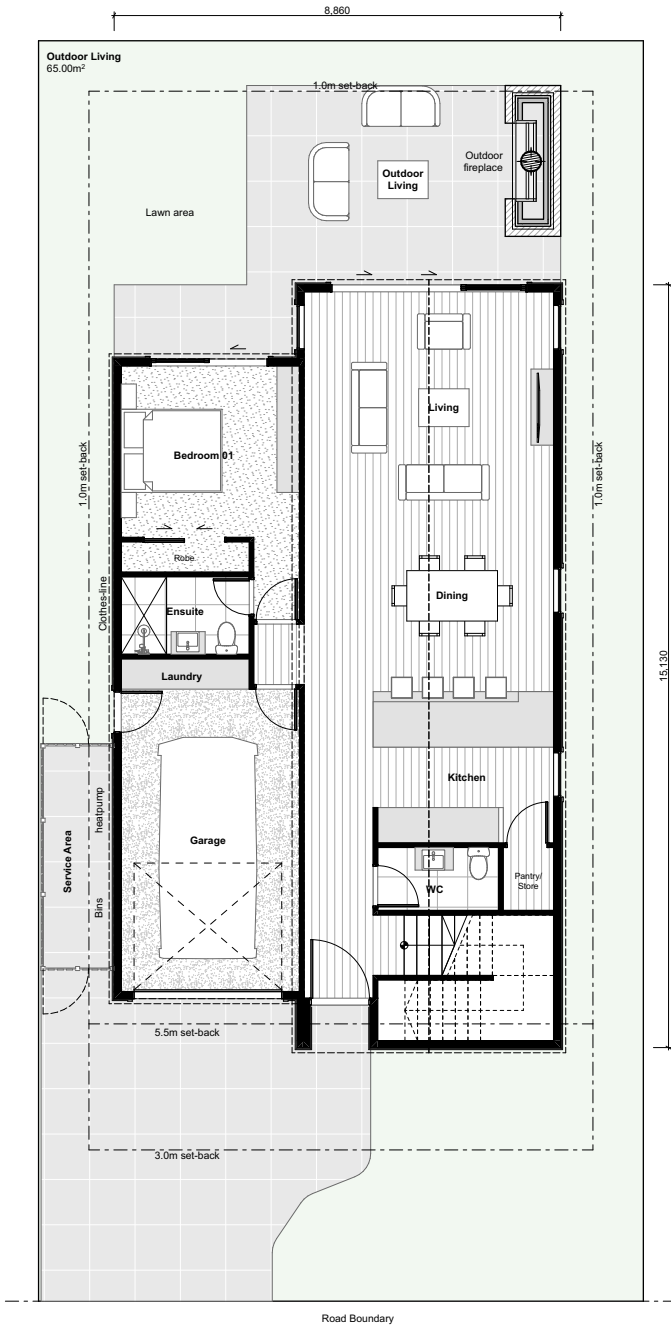 8,860
Outdoor Living
65.00m²
1.0m set-back
Outdoor
fireplace
Outdoor
Living
Lawn area
Living
1.0m set-back
1.0m set-back
Bedroom 01
Robe
Clothes-line
Ensuite
Dining
Laundry
15,130
Kitchen
heatpump
Service Area
Garage
Bins
WC
Pantry/
Store
5.5m set-back
3.0m set-back
Road Boundary